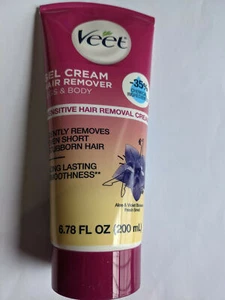 Veet
GEL CREAM
HAIR REMOVER
& BODY
-35%
SENSITIVE HAIR REMOVAL CREAM
GENTLY REMOVES
EVEN SHORT
STUBBORN HAIR
LONG LASTING
SMOOTHNESS**
6.78 FL OZ (200 mL)